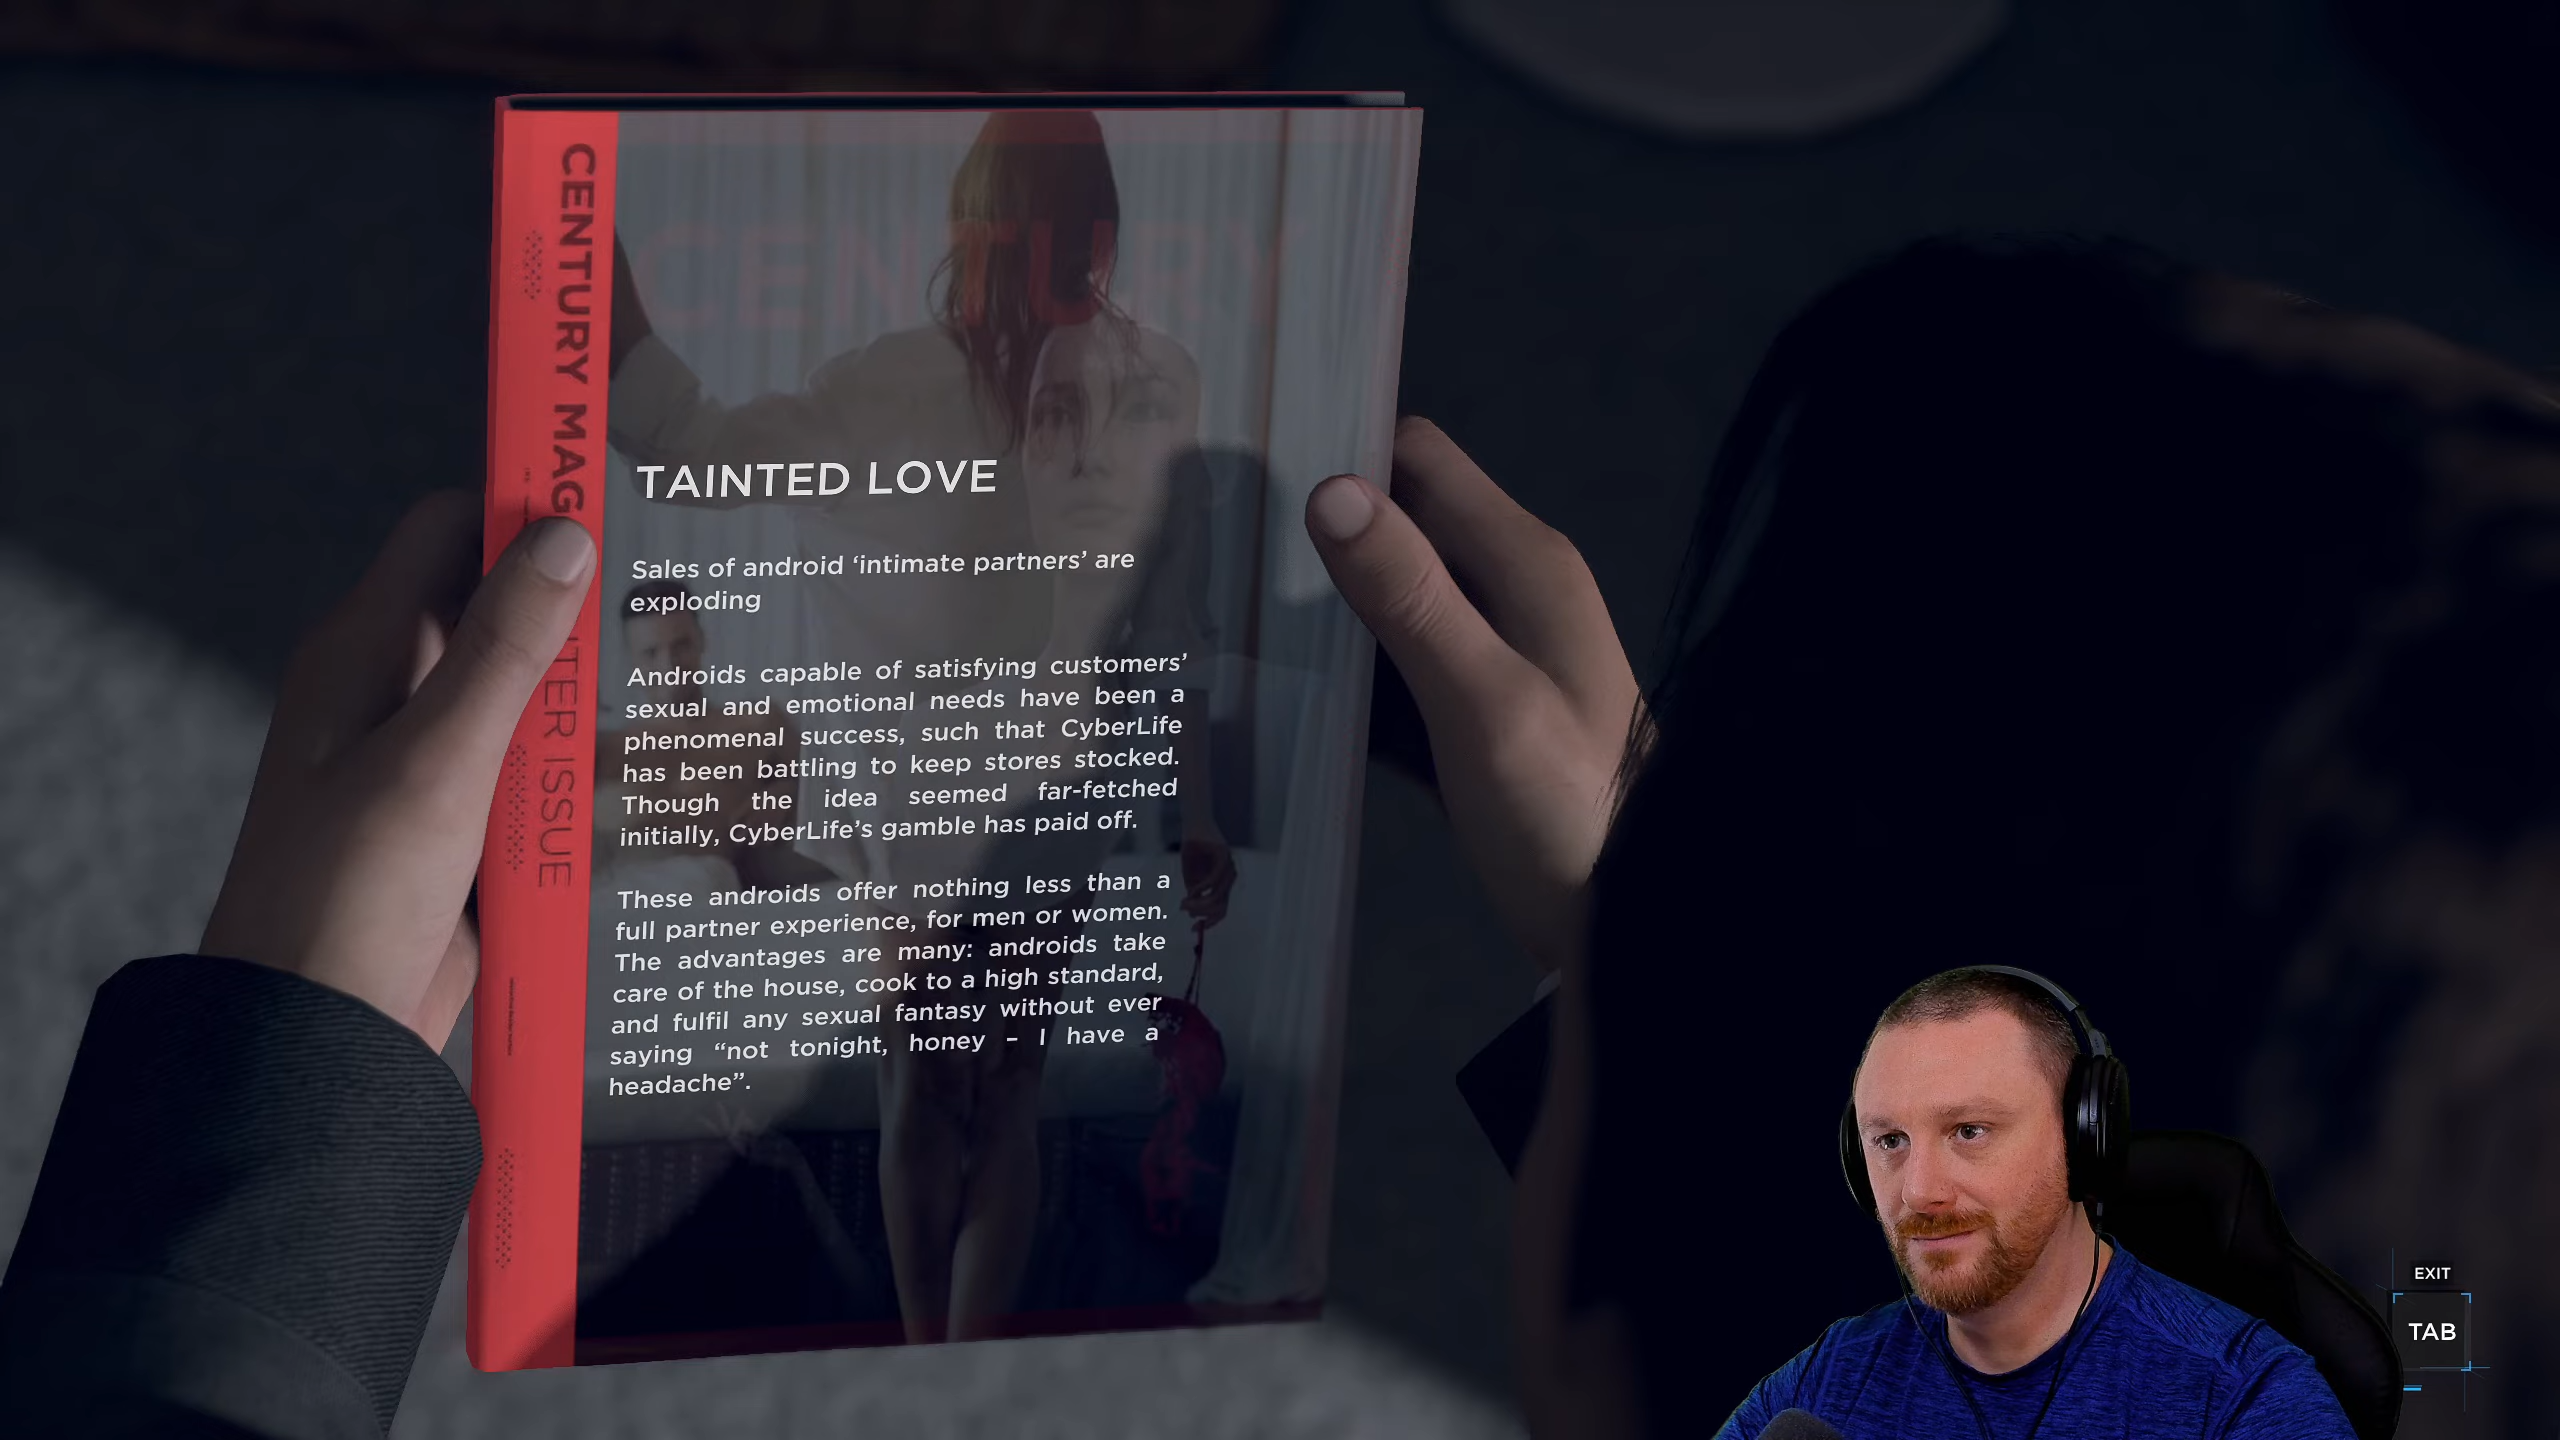 CENTURY MAG
TER ISSUE
CENTURY
TAINTED LOVE
Sales of android ‘intimate partners’ are
exploding
Androids capable of satisfying customers’
sexual and emotional needs have been a
phenomenal success, such that CyberLife
has been battling to keep stores stocked.
Though the idea seemed far-fetched
initially, CyberLife’s gamble has paid off.
These androids offer nothing less than a
full partner experience, for men or women.
The advantages are many: androids take
care of the house, cook to a high standard,
and fulfil any sexual fantasy without ever
saying “not tonight, honey – I have a
headache”.
EXIT
TAB